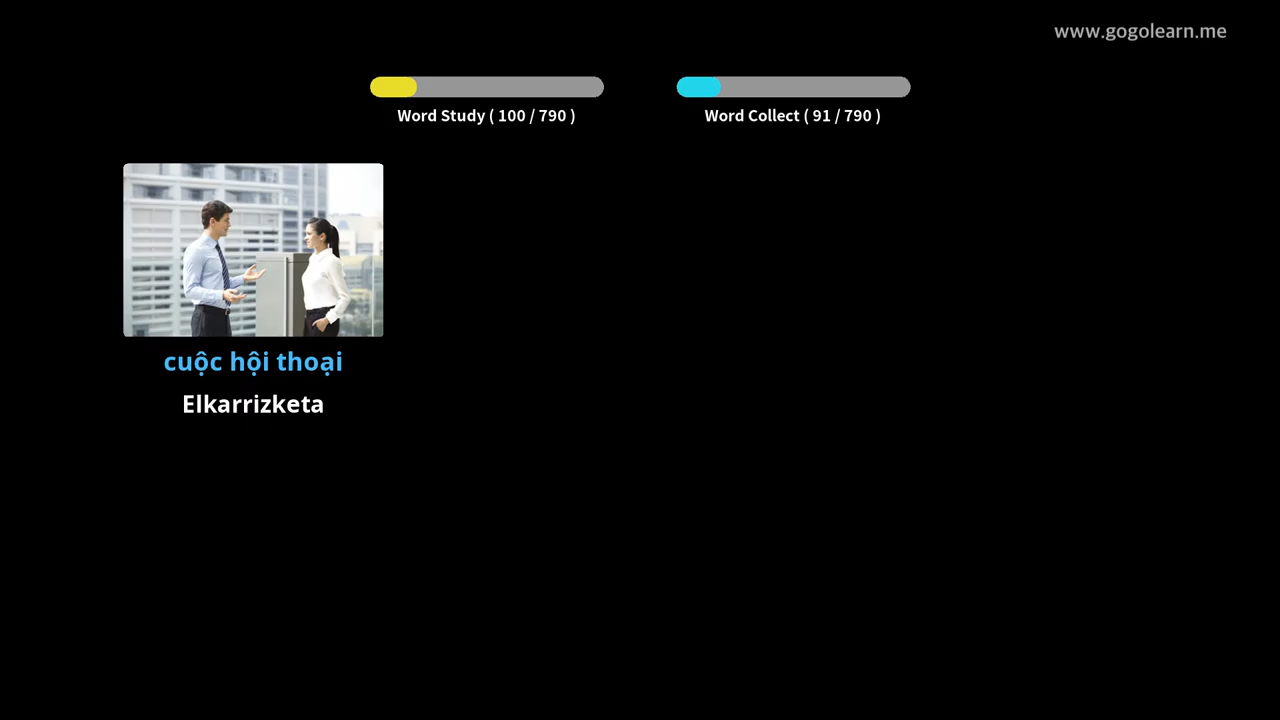 www.gogolearn.me
Word Study ( 100 / 790 )
Word Collect ( 91 / 790 )
cuộc hội thoại
Elkarrizketa